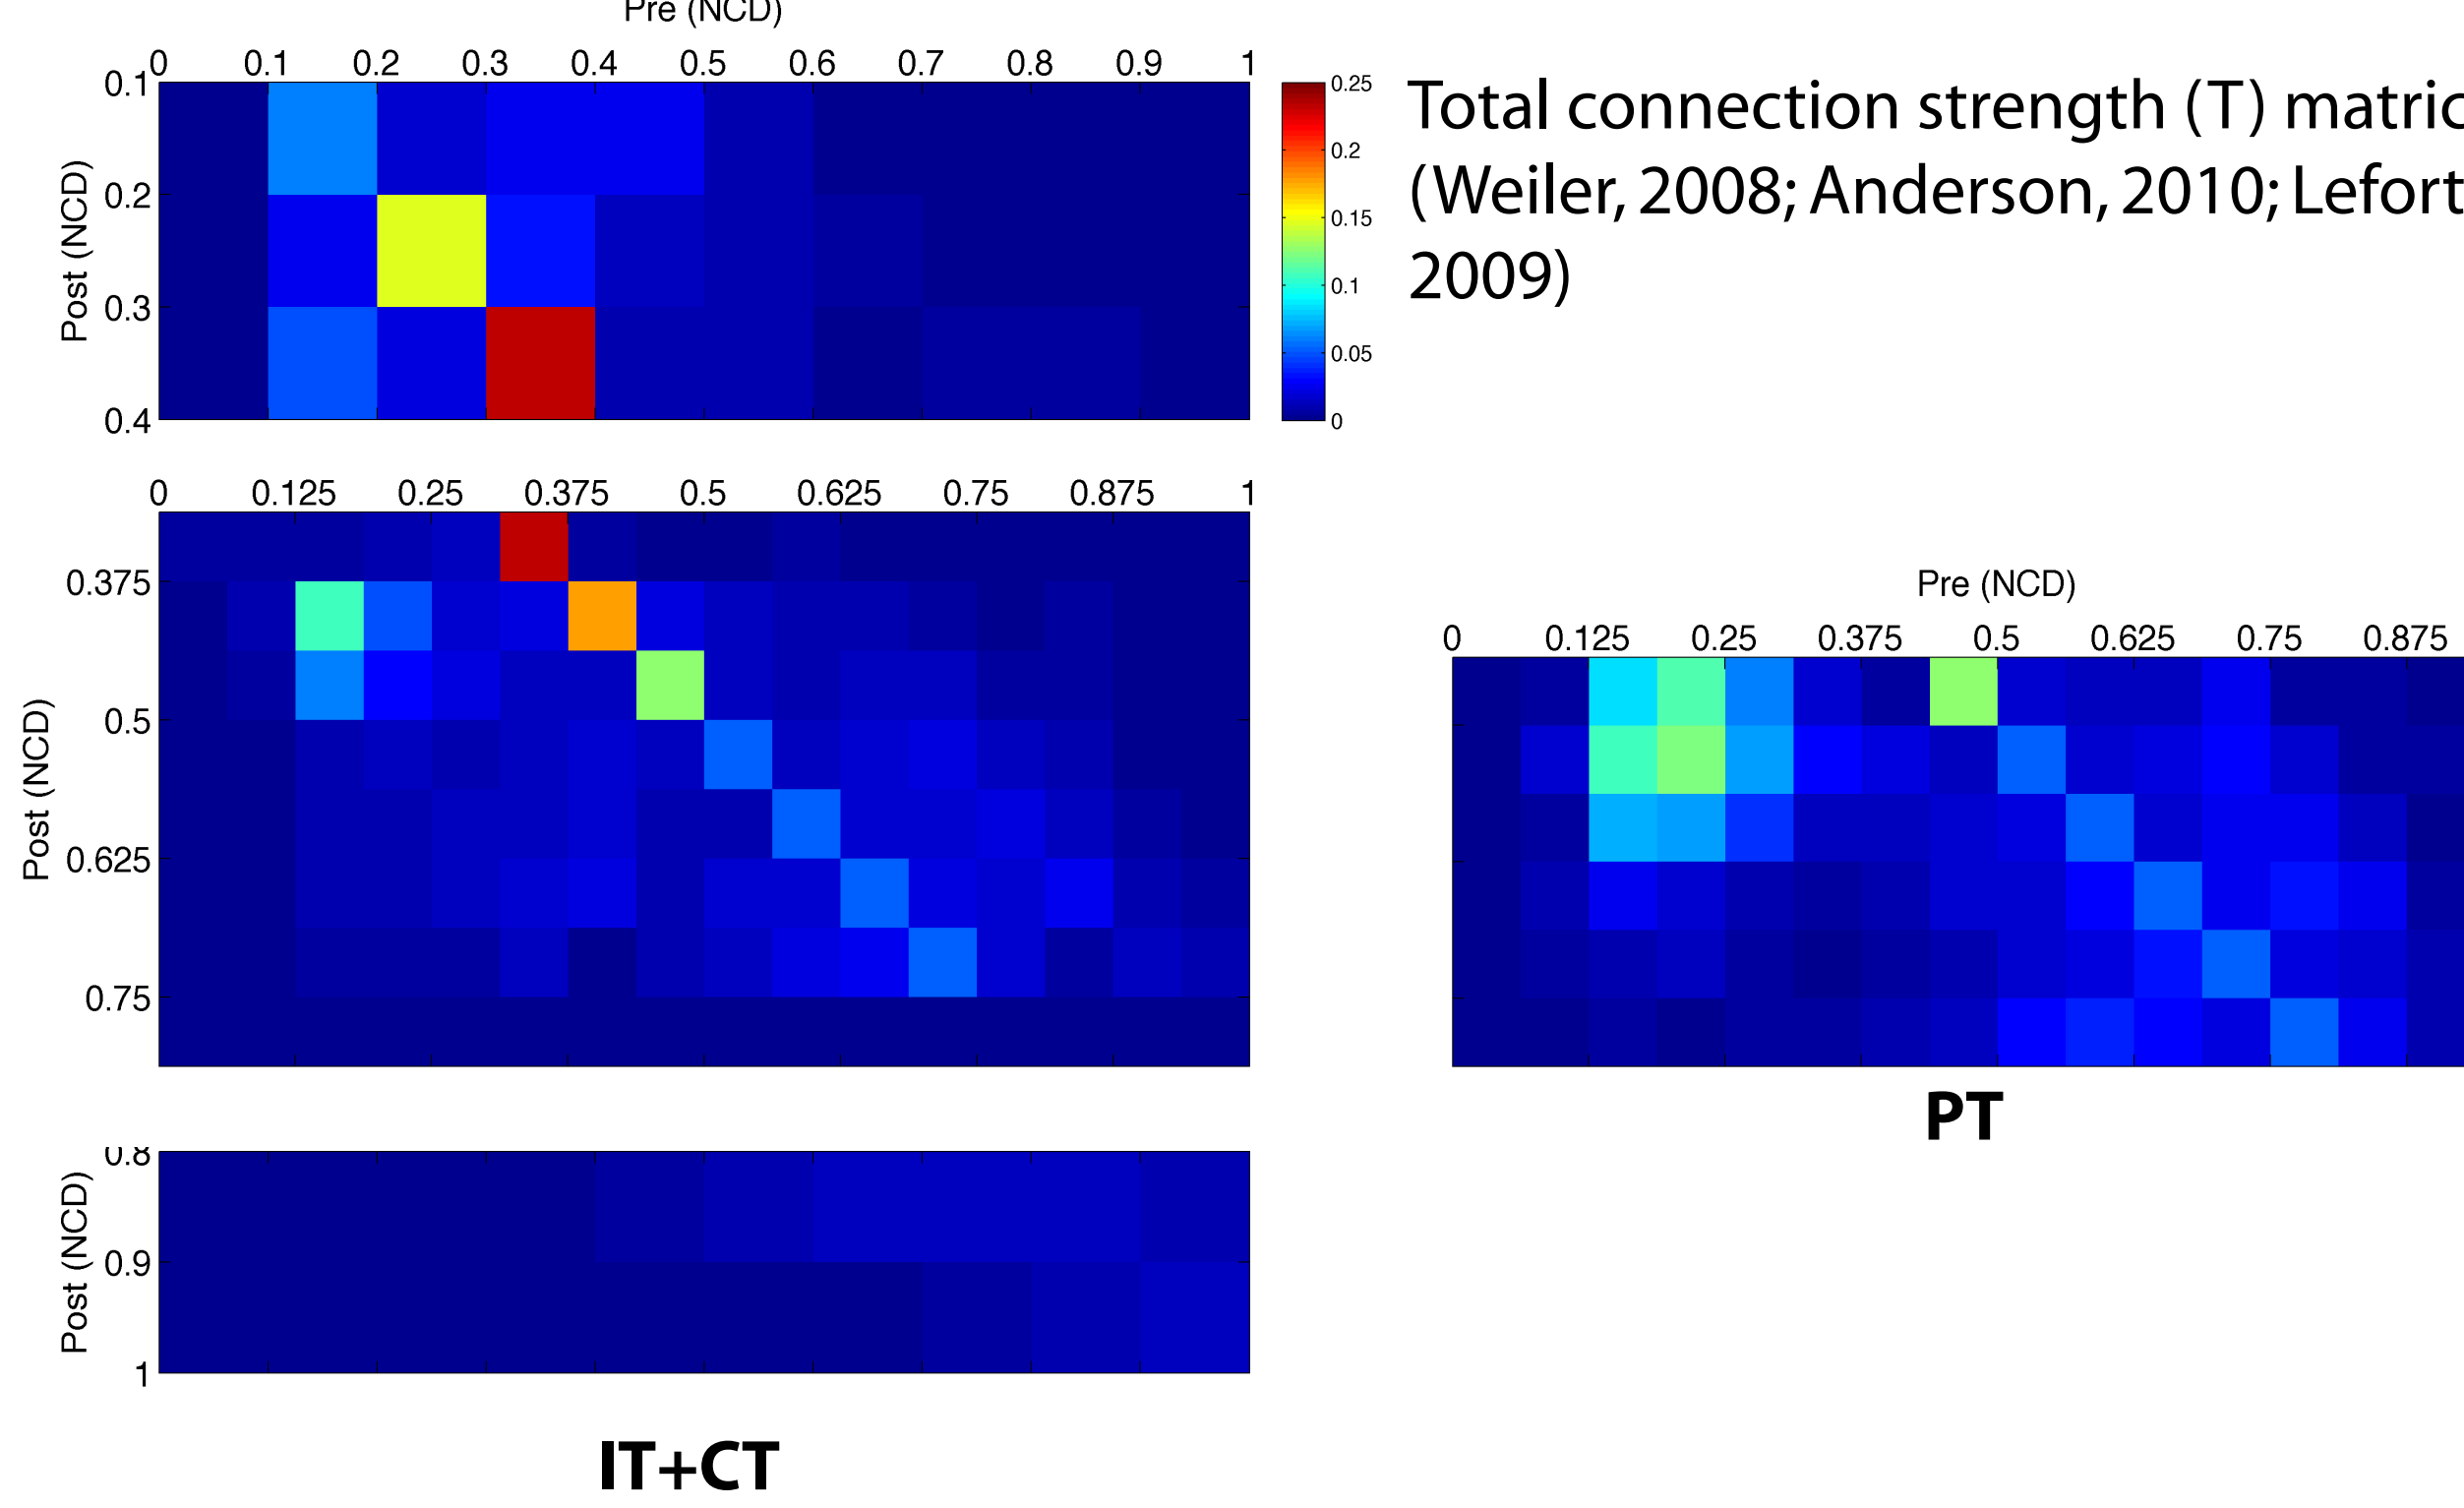 Pre (NCD)
0 0.1 0.2 0.3 0.4 0.5 0.6 0.7 0.8 0.9 1
0.1
0.2
0.3
0.4
Post (NCD)
0.25
0.2
0.15
0.1
0.05
0
Total connection strength (T) matric
(Weiler, 2008; Anderson, 2010; Lefort
2009)
0 0.125 0.25 0.375 0.5 0.625 0.75 0.875 1
0.375
0.5
0.625
0.75
Post (NCD)
Pre (NCD)
0 0.125 0.25 0.375 0.5 0.625 0.75 0.875
PT
0.8
0.9
1
Post (NCD)
IT+CT